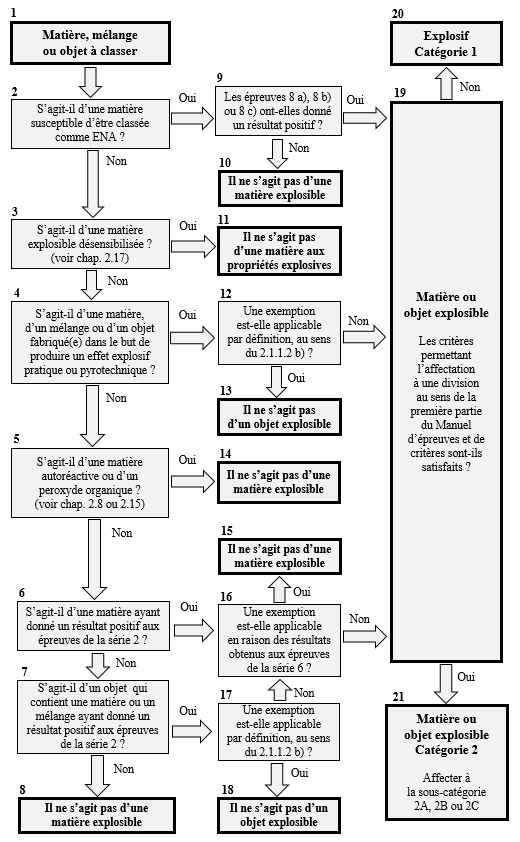 1
Matière, mélange
ou objet à classer
2
S'agit-il d'une matière
susceptible d'être classée
comme ENA ?
Oui
Non
9
Les épreuves 8 a), 8 b)
ou 8 c) ont-elles donné
un résultat positif ?
Oui
Non
10
Il ne s'agit pas d'une
matière explosible
3
S'agit-il d'une matière
explosible désensibilisée ?
(voir chap. 2.17)
Oui
Non
11
Il ne s'agit pas
d'une matière aux
propriétés explosives
4
S'agit-il d'une matière,
d'un mélange ou d'un objet
fabriqué(e) dans le but de
produire un effet explosif
pratique ou pyrotechnique ?
Oui
Non
12
Une exemption
est-elle applicable
par définition, au sens
du 2.1.1.2 b) ?
Non
Oui
13
Il ne s'agit pas
d'un objet explosible
5
S'agit-il d'une matière
autoréactive ou d'un
peroxyde organique ?
(voir chap. 2.8 ou 2.15)
Oui
Non
14
Il ne s'agit pas d'une
matière explosible
15
Il ne s'agit pas d'une
matière explosible
Oui
6
S'agit-il d'une matière ayant
donné un résultat positif aux
épreuves de la série 2 ?
Oui
Non
16
Une exemption
est-elle applicable
en raison des résultats
obtenus aux épreuves
de la série 6 ?
Non
7
S'agit-il d'un objet qui
contient une matière ou un
mélange ayant donné un
résultat positif aux épreuves
de la série 2 ?
Oui
Non
17
Non
Une exemption
est-elle applicable
par définition, au sens
du 2.1.1.2 b) ?
Oui
8
Il ne s'agit pas d'une
matière explosible
18
Il ne s'agit pas d'un
objet explosible
20
Explosif
Catégorie 1
Non
19
Matière ou
objet explosible
Les critères
permettant
l'affectation
à une division
au sens de la
première partie
du Manuel
d'épreuves et de
critères sont-ils
satisfaits ?
Oui
21
Matière ou
objet explosible
Catégorie 2
Affecter à
la sous-catégorie
2A, 2B ou 2C